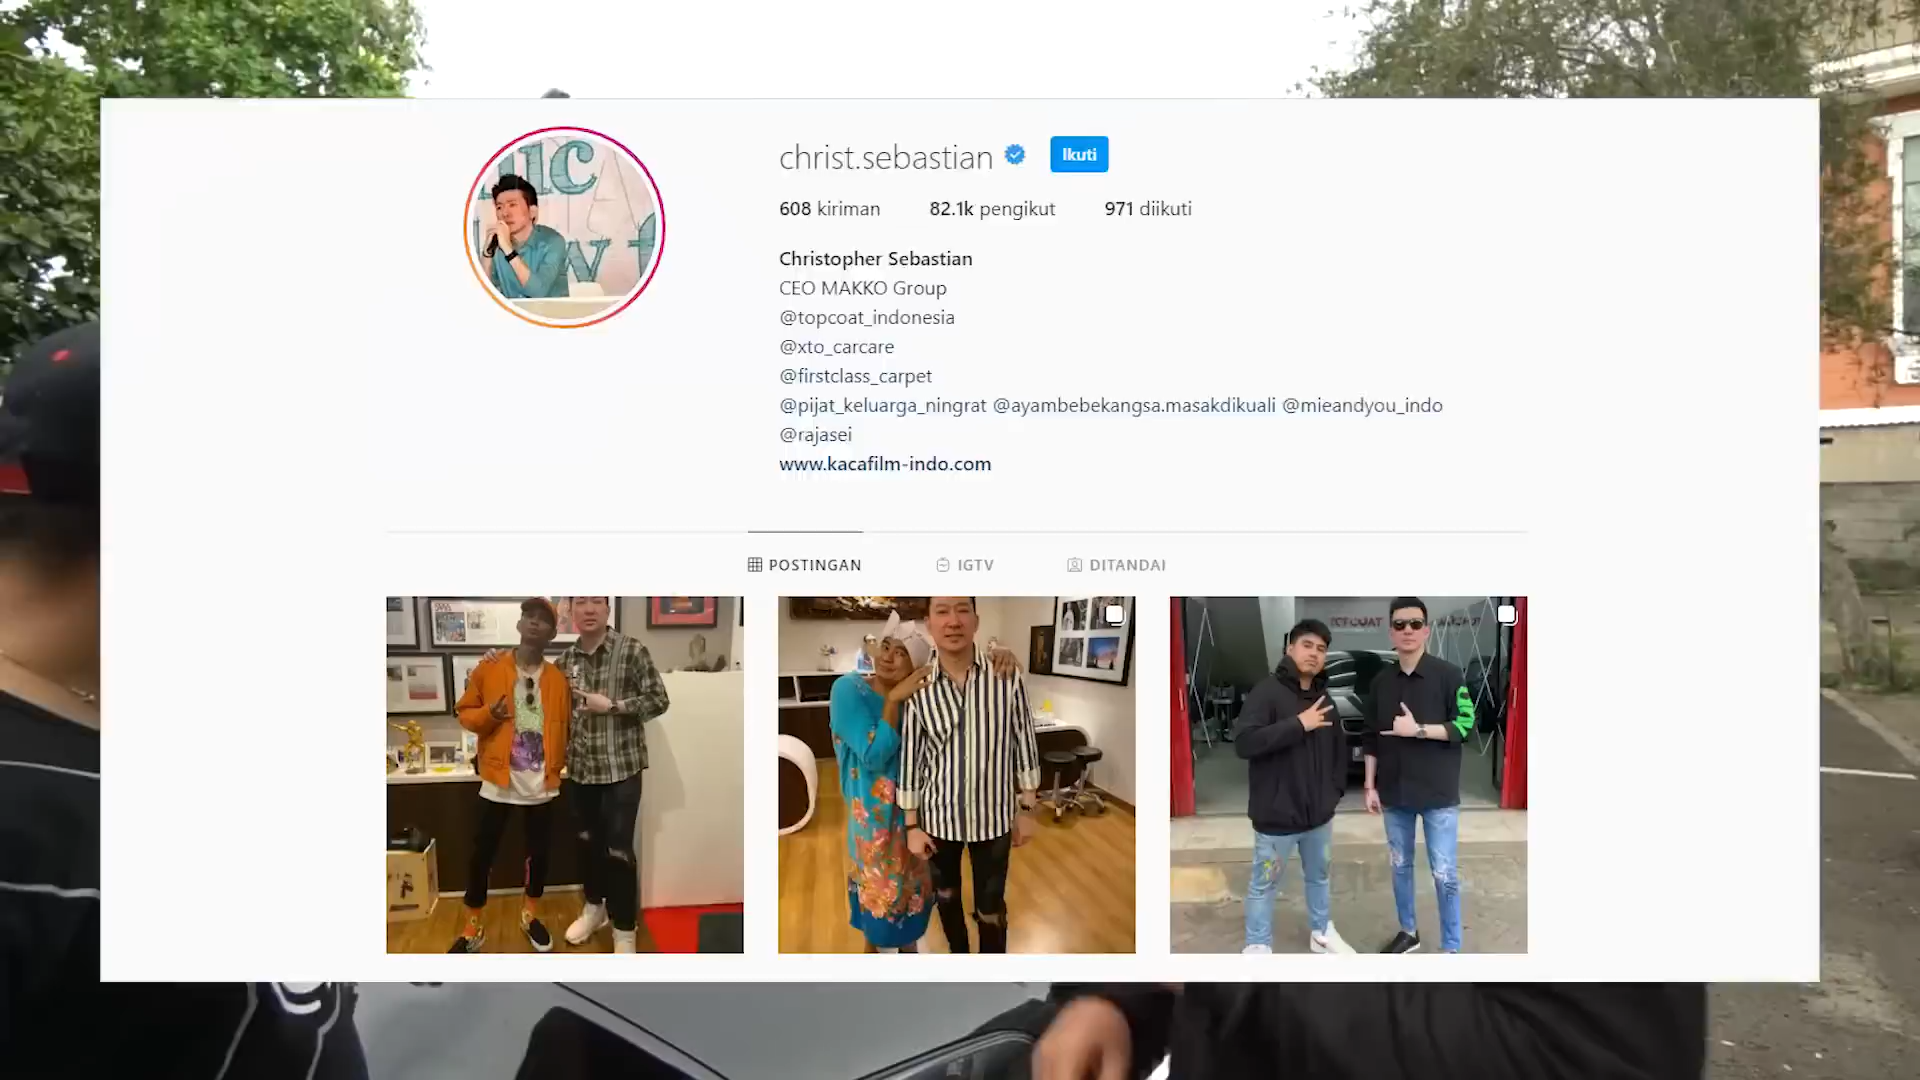 christ.sebastian
Ikuti
608 kiriman 82.1k pengikut 971 diikuti
Christopher Sebastian
CEO MAKKO Group
@topcoat_indonesia
@xto_carcare
@firstclass_carpet
@pijat_keluarga_ningrat @ayambebekangsa.masakdikuali @mieandyou_indo
@rajasei
www.kacafilm-indo.com
POSTINGAN IGTV DITANDAI
TOPCOAT